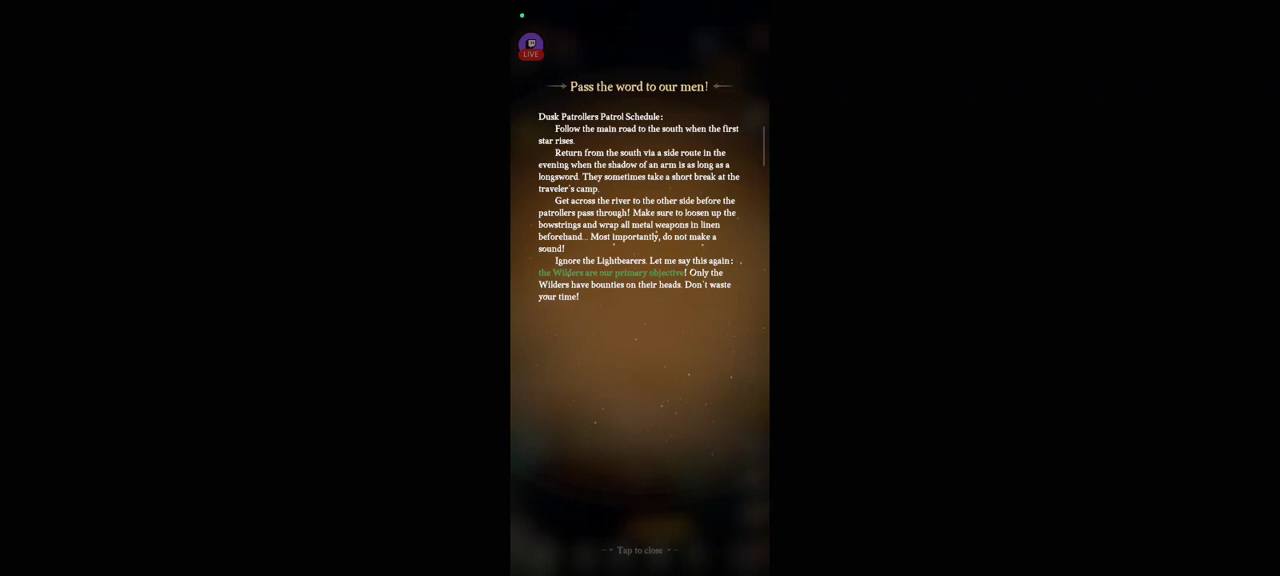 LIVE
Pass the word to our men!
Dusk Patrollers Patrol Schedule:
Follow the main road to the south when the first
star rises.
Return from the south via a side route in the
evening when the shadow of an arm is as long as a
longsword. They sometimes take a short break at the
traveler's camp.
Get across the river to the other side before the
patrollers pass through! Make sure to loosen up the
bowstrings and wrap all metal weapons in linen
beforehand... Most importantly, do not make a
sound!
Ignore the Lightbearers. Let me say this again:
the Wilders are our primary objective! Only the
Wilders have bounties on their heads. Don't waste
your time!
Tap to close